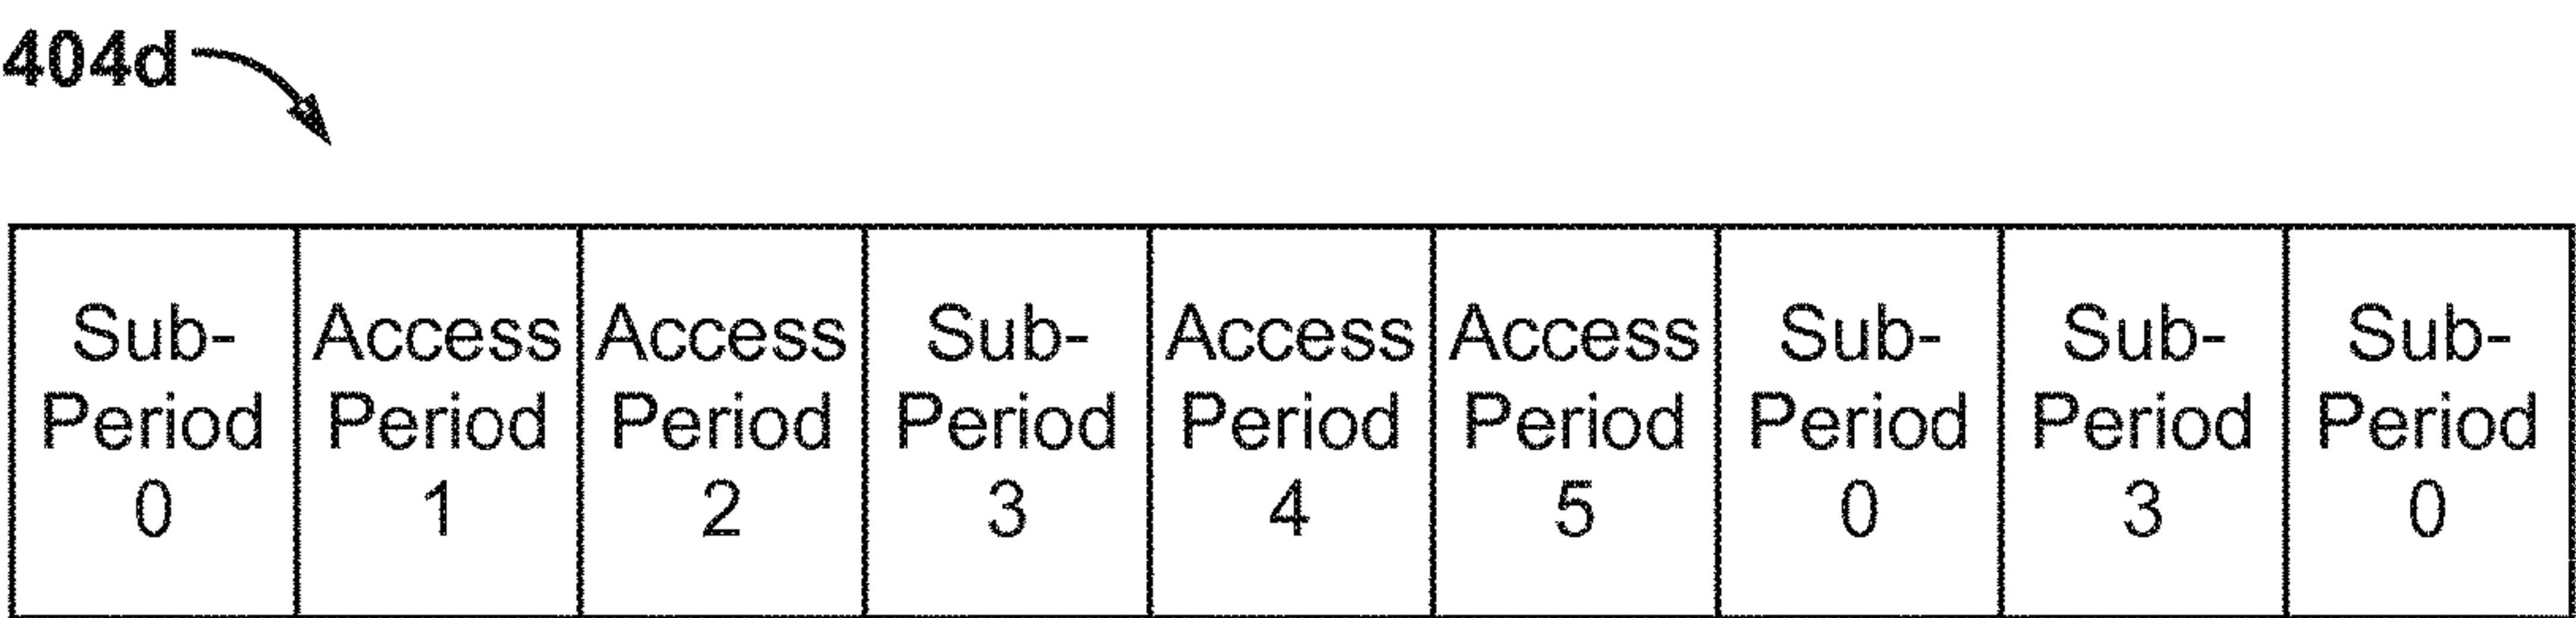 404d
Sub- Access Access Sub- Access Access Sub- Sub- Sub-
Period Period Period Period Period Period Period Period Period
0 1 2 3 4 5 0 3 0